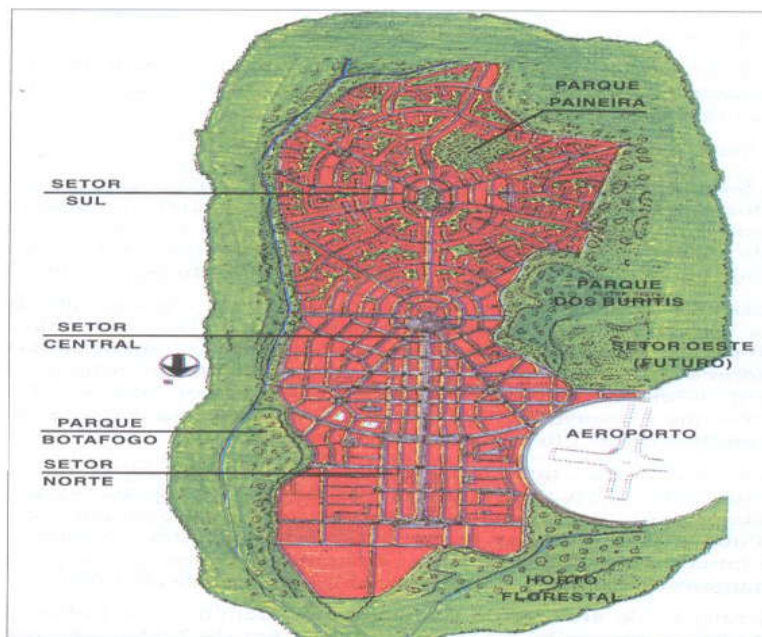 PARQUE
PAINEIRA
SETOR
SUL
PARQUE
DOS BURITIS
SETOR
CENTRAL
SETOR OESTE
(FUTURO)
PARQUE
BOTAFOGO
AEROPORTO
SETOR
NORTE
HORTO
FLORESTAL